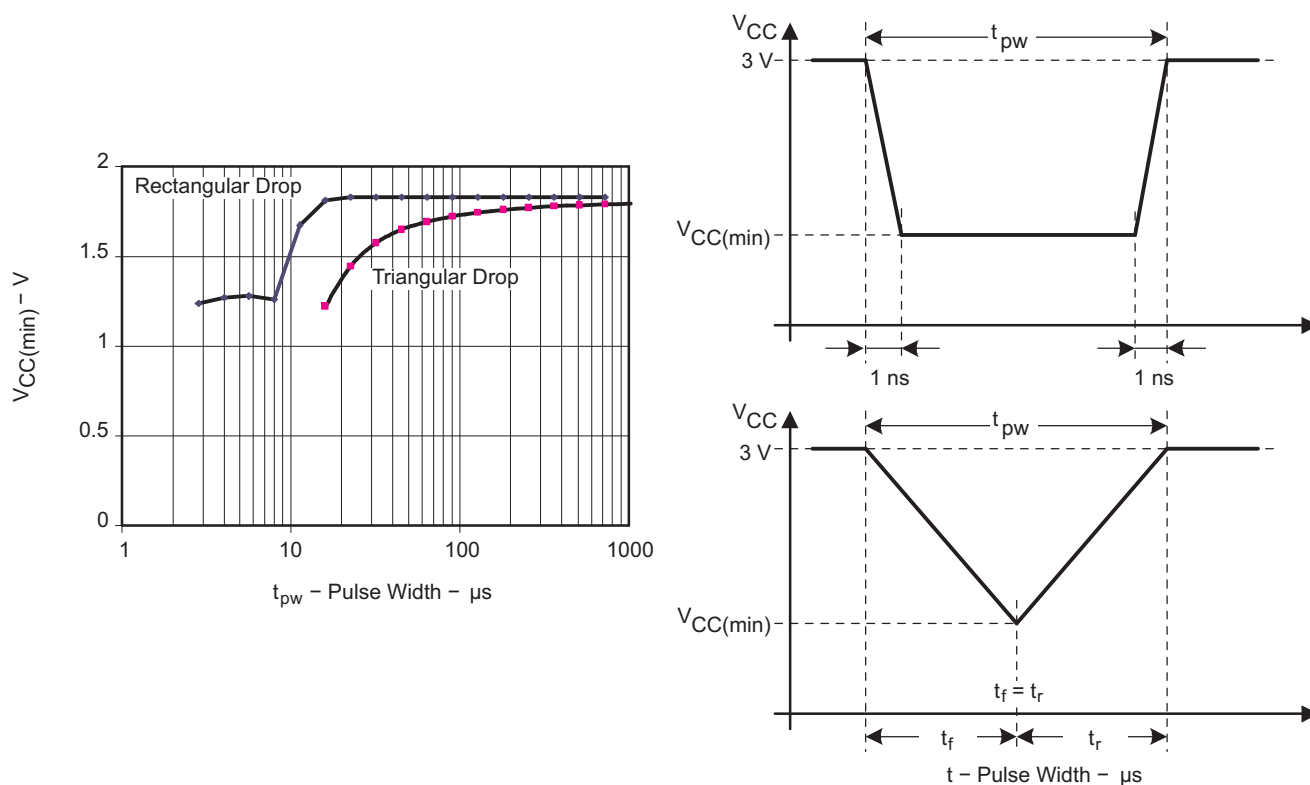 2
1.5
1
0.5
0
VCC(min) − V
Rectangular Drop
Triangular Drop
1
10
100
1000
tpw − Pulse Width − μs
VCC
3 V
tpw
VCC(min)
1 ns
1 ns
VCC
3 V
tpw
VCC(min)
tf = tr
tf
tr
t − Pulse Width − μs